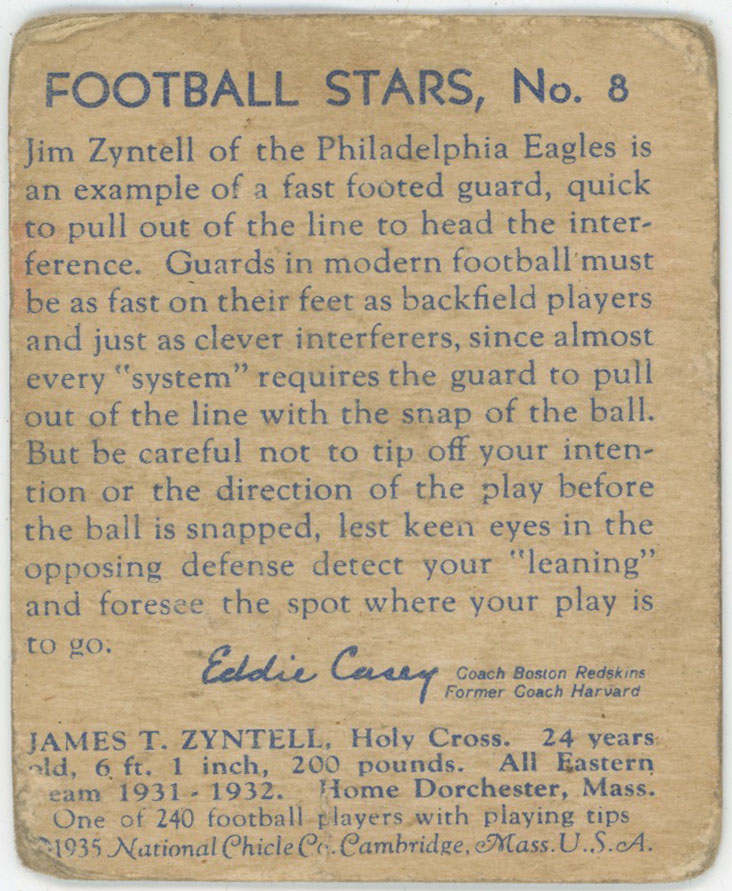 FOOTBALL STARS, No. 8
Jim Zyntell of the Philadelphia Eagles is
an example of a fast footed guard, quick
to pull out of the line to head the inter-
ference. Guards in modern football must
be as fast on their feet as backfield players
and just as clever interferers, since almost
every "system" requires the guard to pull
out of the line with the snap of the ball.
But be careful not to tip off your inten-
tion or the direction of the play before
the ball is snapped, lest keen eyes in the
opposing defense detect your "leaning"
and foresee the spot where your play is
to go.
Eddie Casey Coach Boston Redskins
Former Coach Harvard
JAMES T. ZYNTELL, Holy Cross. 24 years
old, 6 ft. 1 inch, 200 pounds. All Eastern
eam 1931-1932. Home Dorchester, Mass.
One of 240 football players with playing tips
©1935 National Chicle Co. Cambridge, Mass. U.S.A.